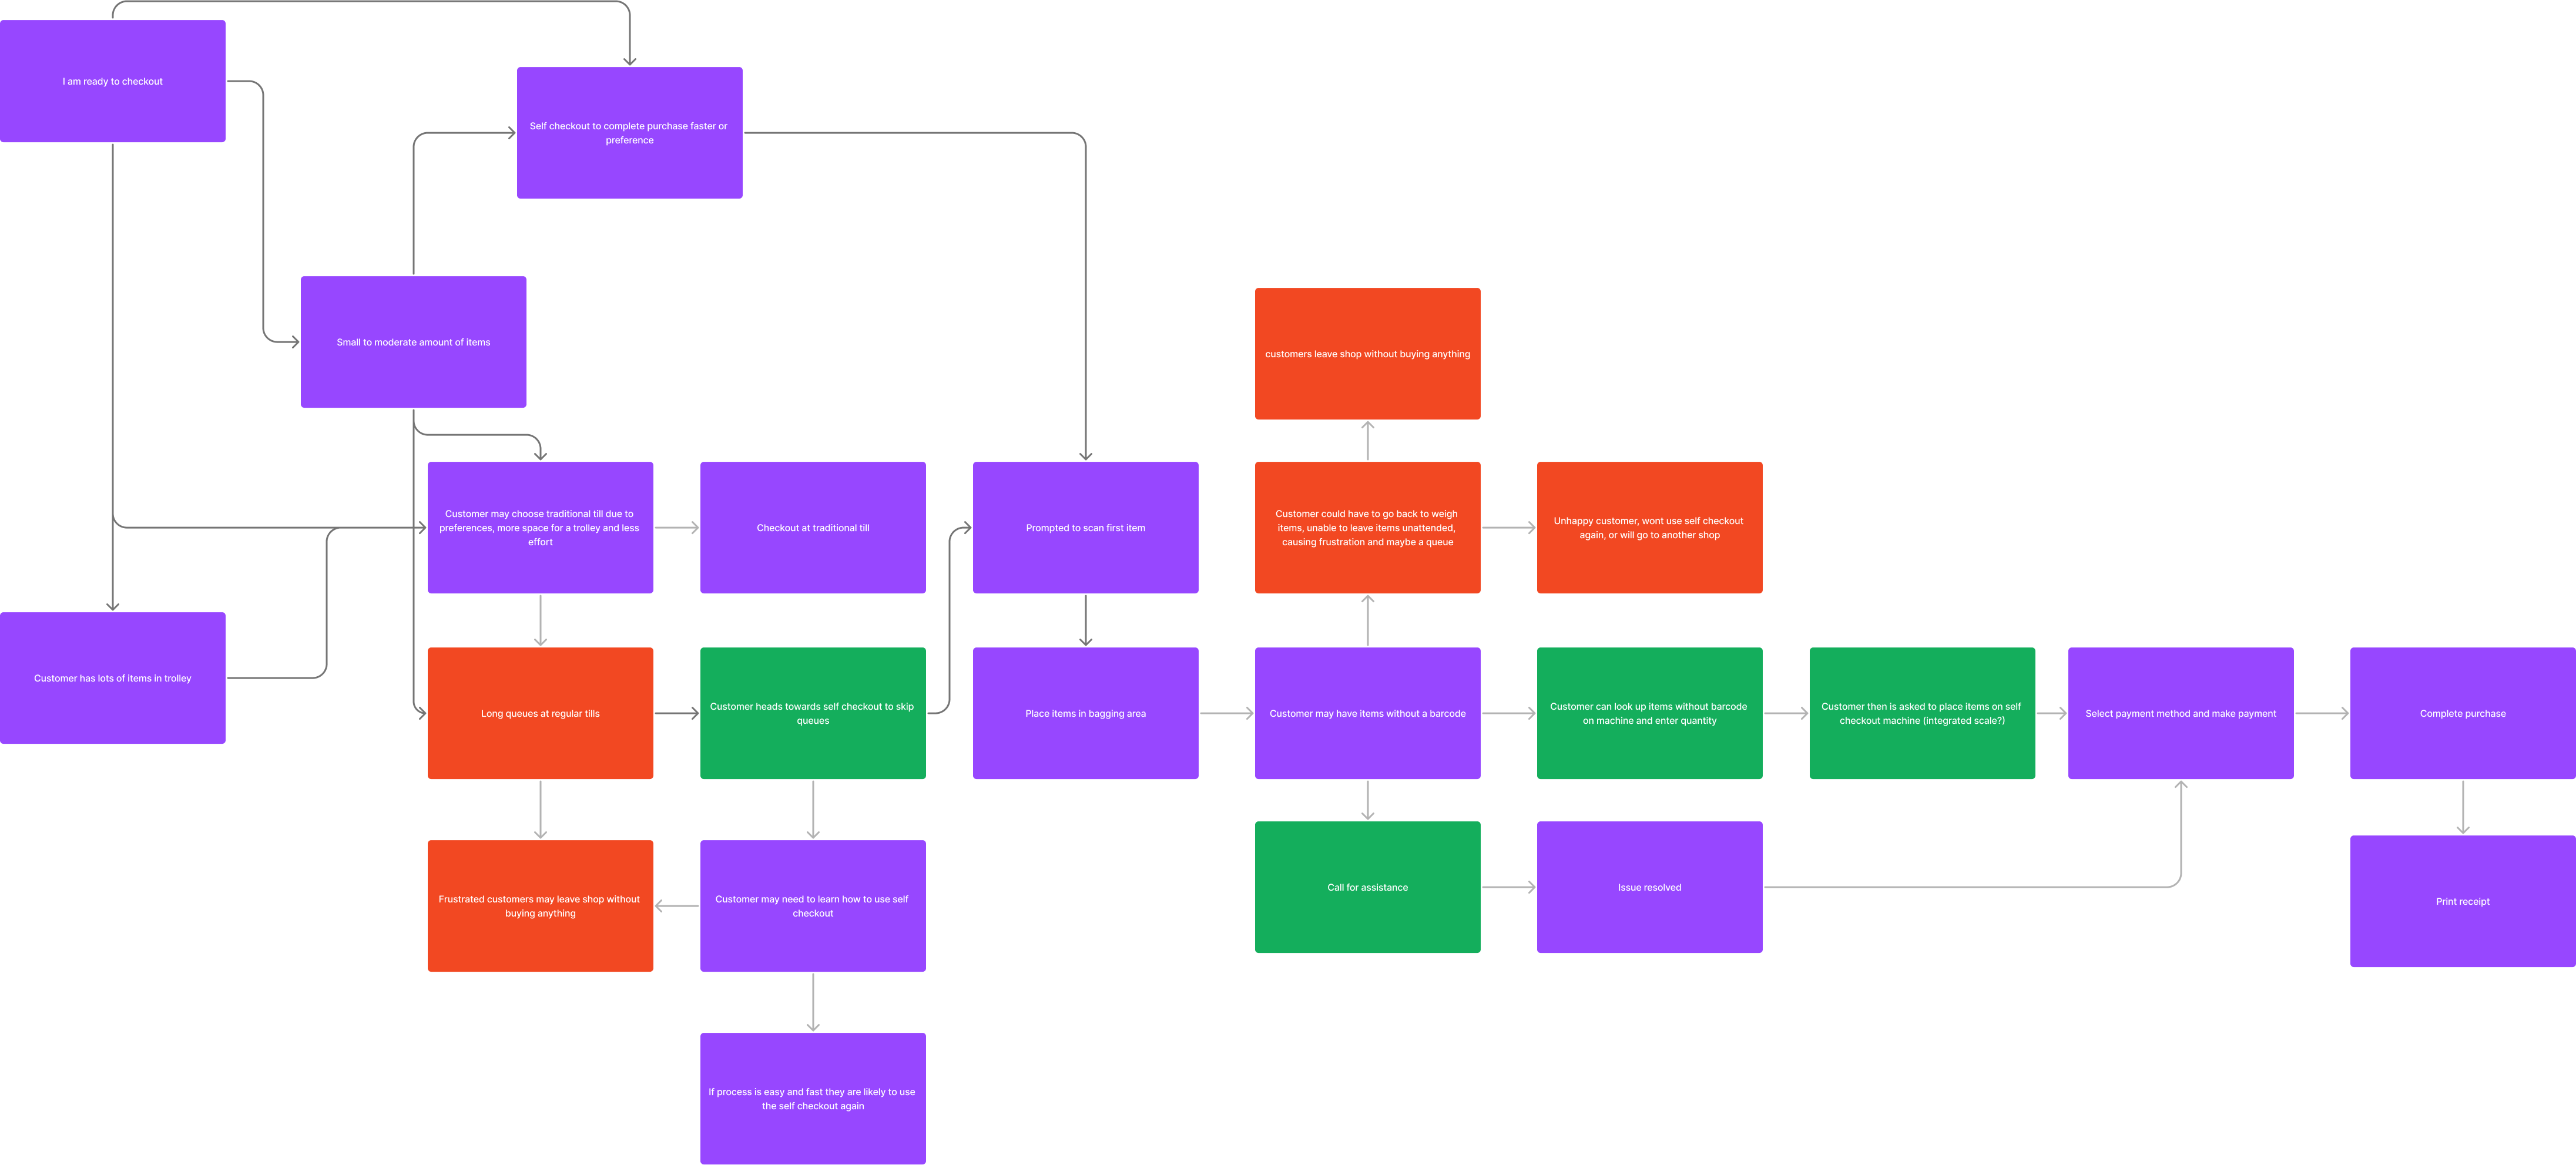 I am ready to checkout
Self checkout to complete purchase faster or
preference
Small to moderate amount of items
customers leave shop without buying anything
Customer may choose traditional till due to
preferences, more space for a trolley and less
effort
Checkout at traditional till
Prompted to scan first item
Customer could have to go back to weigh
items, unable to leave items unattended,
causing frustration and maybe a queue
Unhappy customer, wont use self checkout
again, or will go to another shop
Customer has lots of items in trolley
Long queues at regular tills
Customer heads towards self checkout to skip
queues
Place items in bagging area
Customer may have items without a barcode
Customer can look up items without barcode
on machine and enter quantity
Customer then is asked to place items on self
checkout machine (integrated scale?)
Select payment method and make payment
Complete purchase
Frustrated customers may leave shop without
buying anything
Customer may need to learn how to use self
checkout
Call for assistance
Issue resolved
Print receipt
If process is easy and fast they are likely to use
the self checkout again